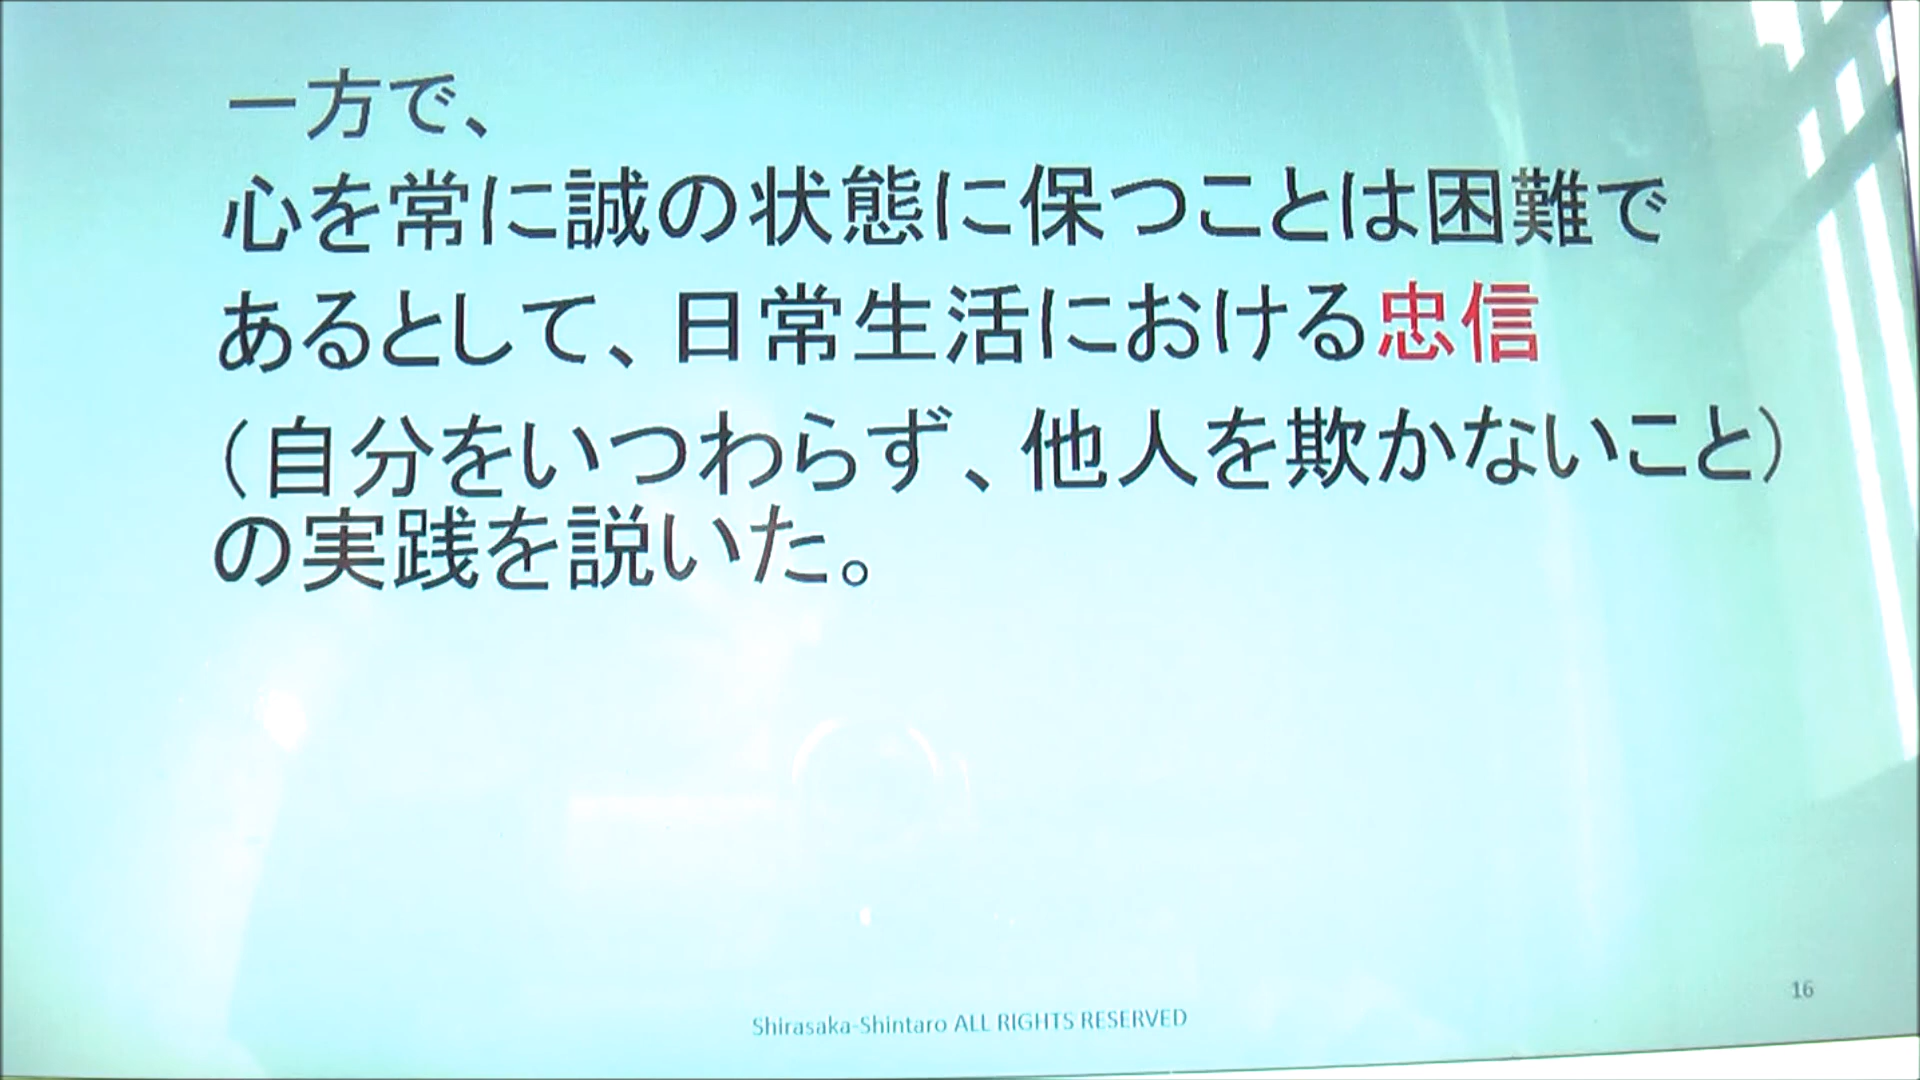 一方で、
心を常に誠の状態に保つことは困難で
あるとして、日常生活における忠信
(自分をいつわらず、他人を欺かないこと)
の実践を説いた。
Shirasaka-Shintaro ALL RIGHTS RESERVED
16